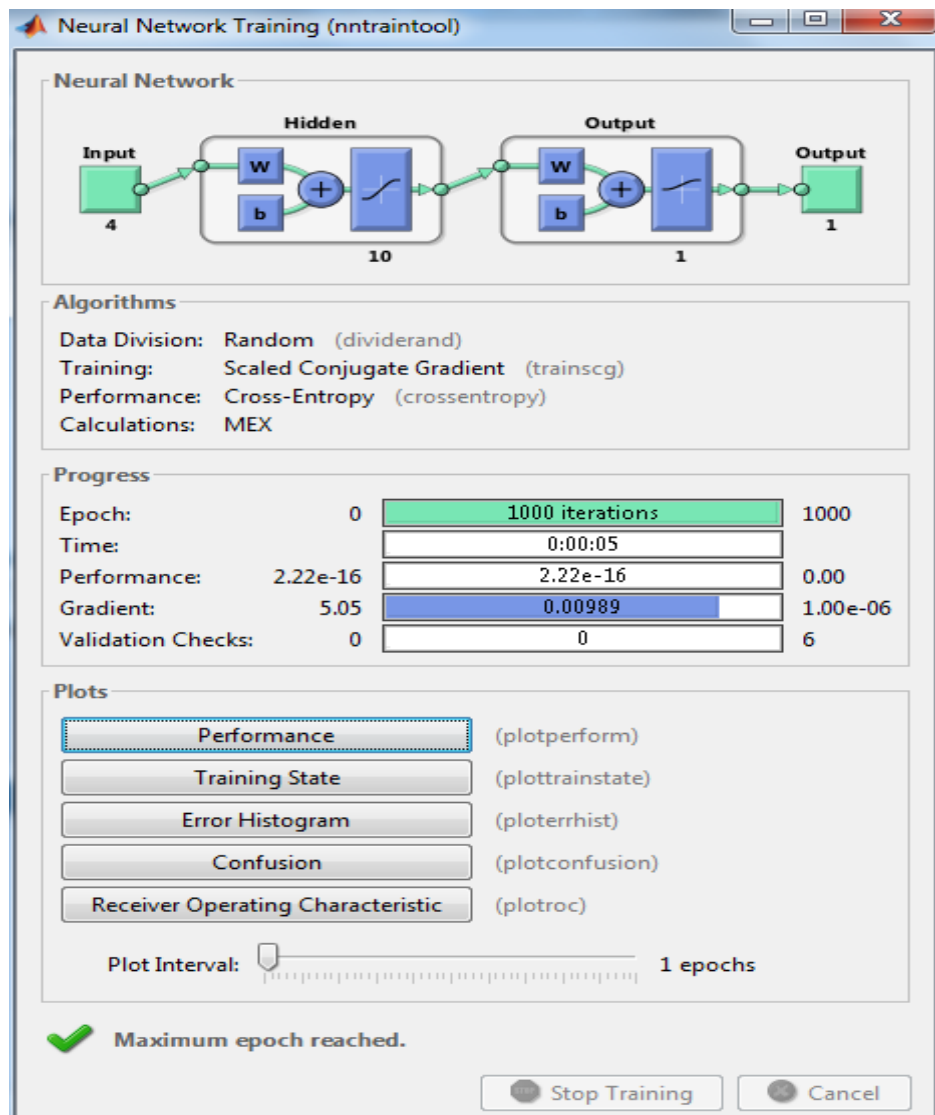 Neural Network Training (nntraintool)
Neural Network
Hidden
Output
Input
Output
W
W
b
b
+
+
4
10
1
1
Algorithms
Data Division: Random (dividerand)
Training: Scaled Conjugate Gradient (trainscg)
Performance: Cross-Entropy (crossentropy)
Calculations: MEX
Progress
Epoch: 0 1000 iterations 1000
Time: 0:00:05
Performance: 2.22e-16 2.22e-16 0.00
Gradient: 5.05 0.00989 1.00e-06
Validation Checks: 0 0 6
Plots
Performance (plotperform)
Training State (plottrainstate)
Error Histogram (ploterrhist)
Confusion (plotconfusion)
Receiver Operating Characteristic (plotroc)
Plot Interval: 1 epochs
Maximum epoch reached.
Stop Training Cancel